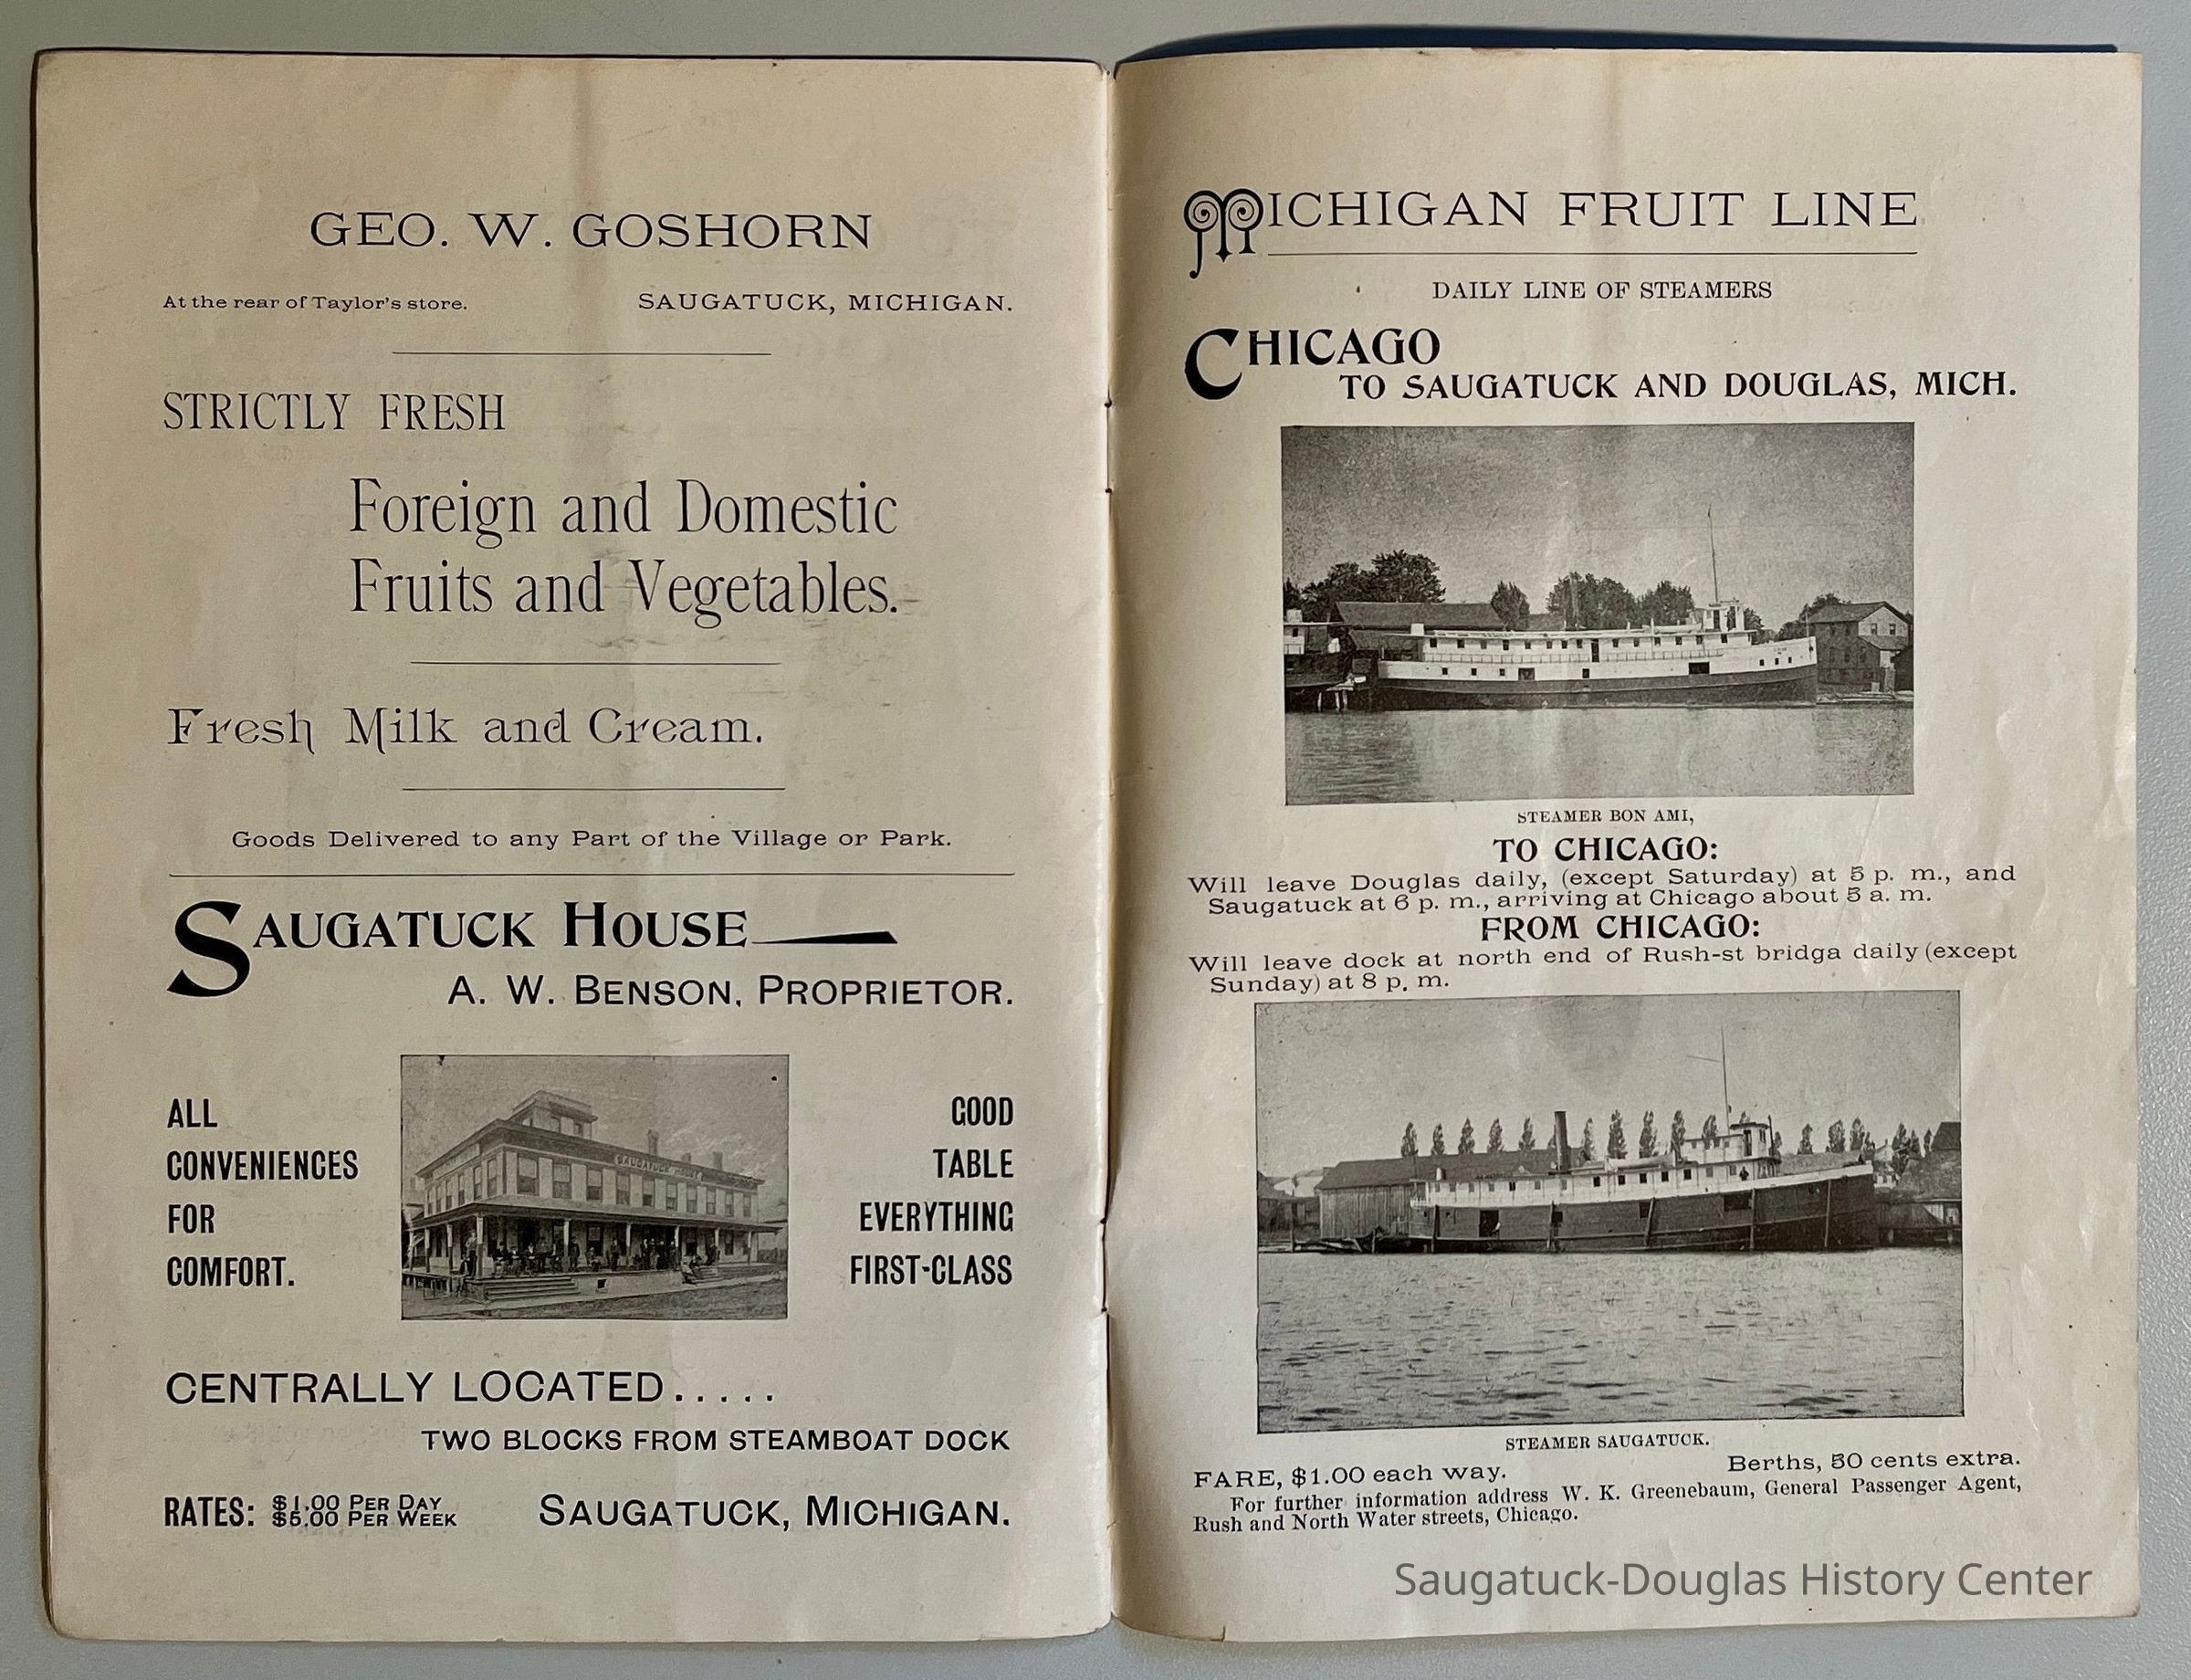 GEO. W. GOSHORN
At the rear of Taylor's store. SAUGATUCK, MICHIGAN.
STRICTLY FRESH
Foreign and Domestic
Fruits and Vegetables.
Fresh Milk and Cream.
Goods Delivered to any Part of the Village or Park.
SAUGATUCK HOUSE
A. W. BENSON, PROPRIETOR.
ALL
CONVENIENCES
FOR
COMFORT.
SAUGATUCK HOUSE
GOOD
TABLE
EVERYTHING
FIRST-CLASS
CENTRALLY LOCATED.....
TWO BLOCKS FROM STEAMBOAT DOCK
RATES: $1.00 PER DAY
$5.00 PER WEEK
SAUGATUCK, MICHIGAN.
MICHIGAN FRUIT LINE
DAILY LINE OF STEAMERS
CHICAGO
TO SAUGATUCK AND DOUGLAS, MICH.
STEAMER BON AMI,
TO CHICAGO:
Will leave Douglas daily, (except Saturday) at 5 p. m., and
Saugatuck at 6 p. m., arriving at Chicago about 5 a. m.
FROM CHICAGO:
Will leave dock at north end of Rush-st bridga daily (except
Sunday) at 8 p. m.
STEAMER SAUGATUCK.
FARE, $1.00 each way. Berths, 50 cents extra.
For further information address W. K. Greenebaum, General Passenger Agent,
Rush and North Water streets, Chicago.
Saugatuck-Douglas History Center